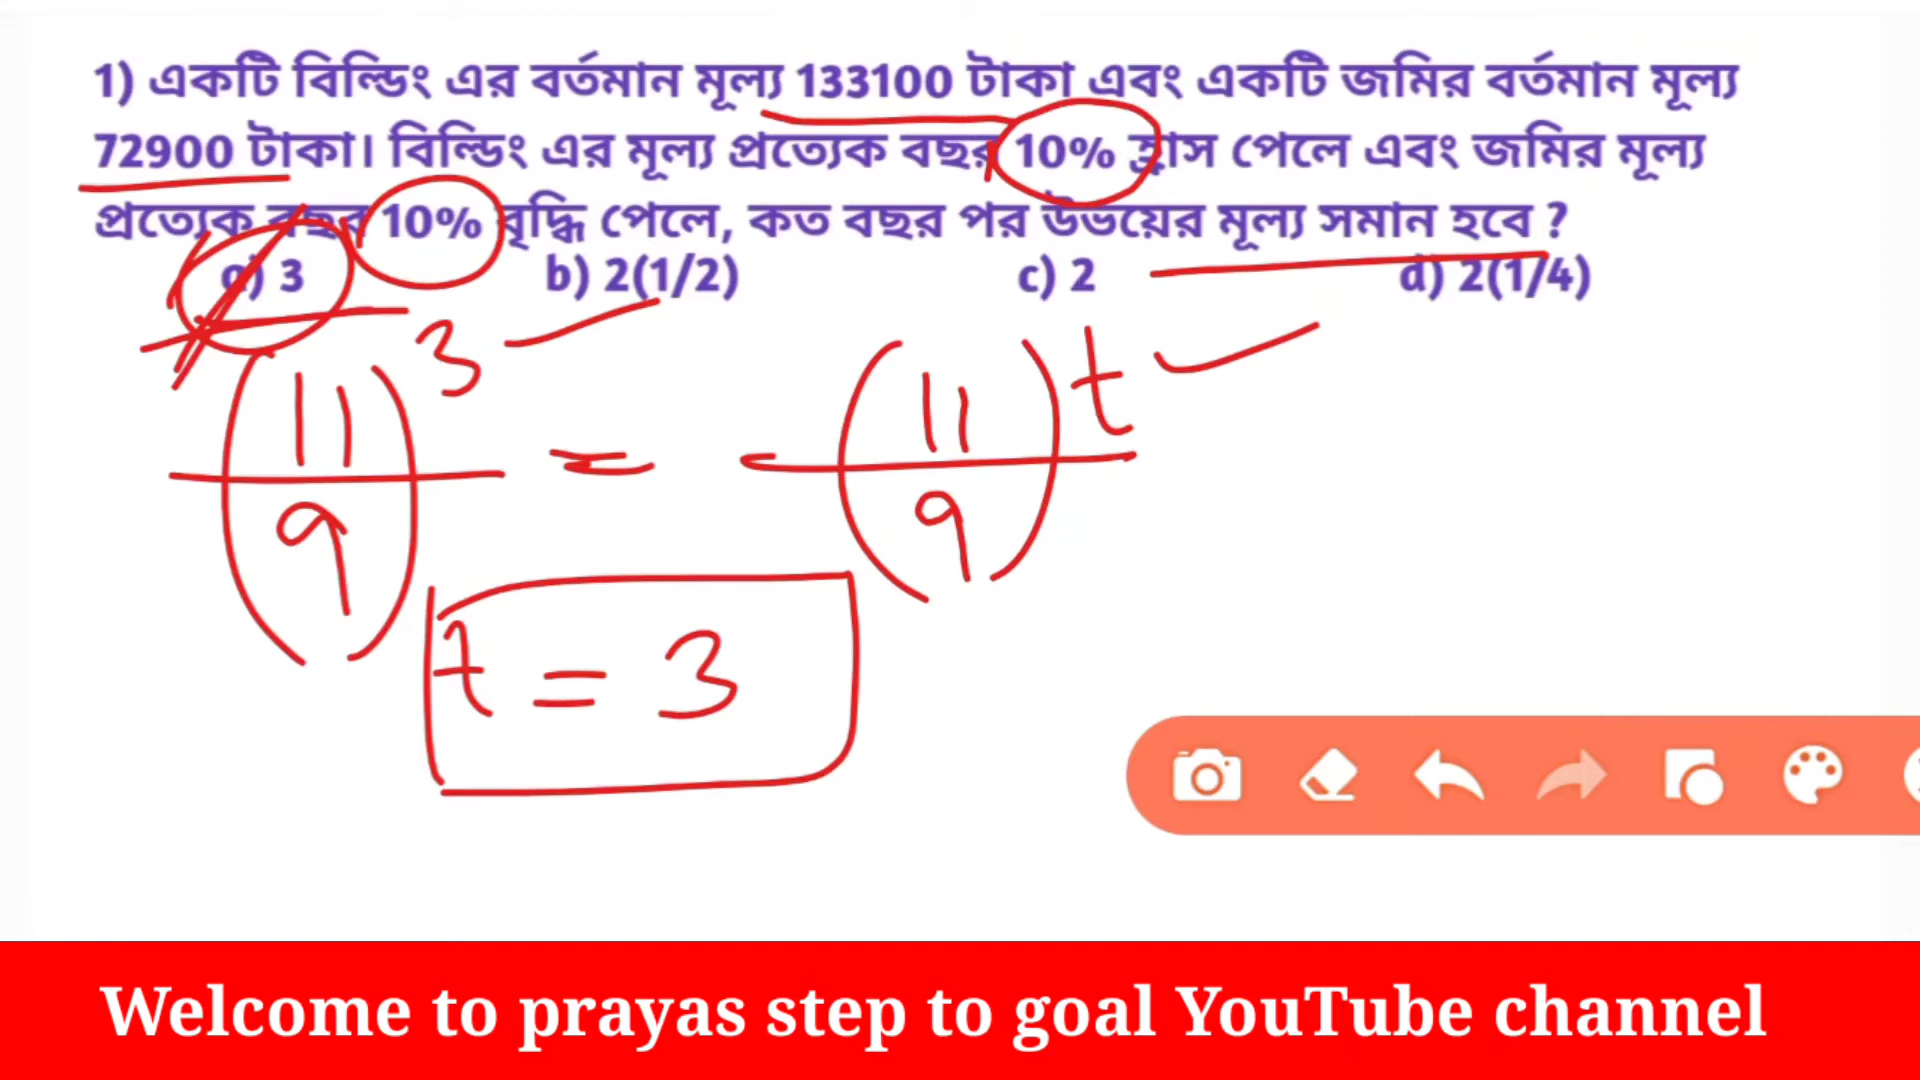 1) একটি বিল্ডিং এর বর্তমান মূল্য 133100 টাকা এবং একটি জমির বর্তমান মূল্য
72900 টাকা। বিল্ডিং এর মূল্য প্রত্যেক বছর 10% হ্রাস পেলে এবং জমির মূল্য
প্রত্যেক বছর 10% বৃদ্ধি পেলে, কত বছর পর উভয়ের মূল্য সমান হবে ?
a) 3 b) 2(1/2) c) 2 d) 2(1/4)
(11/9)^3 = (11/9)^t
t = 3
Welcome to prayas step to goal YouTube channel